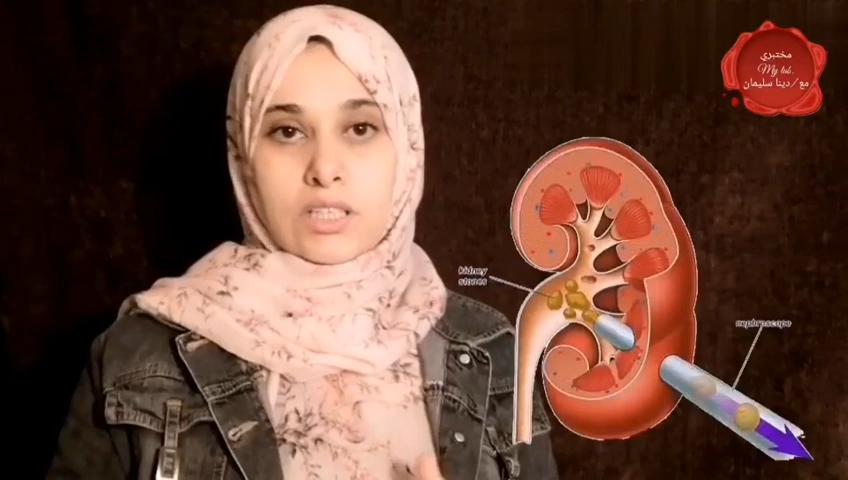 مختبري
My lab.
مع/دينا سليمان
kidney
stones
nephroscope